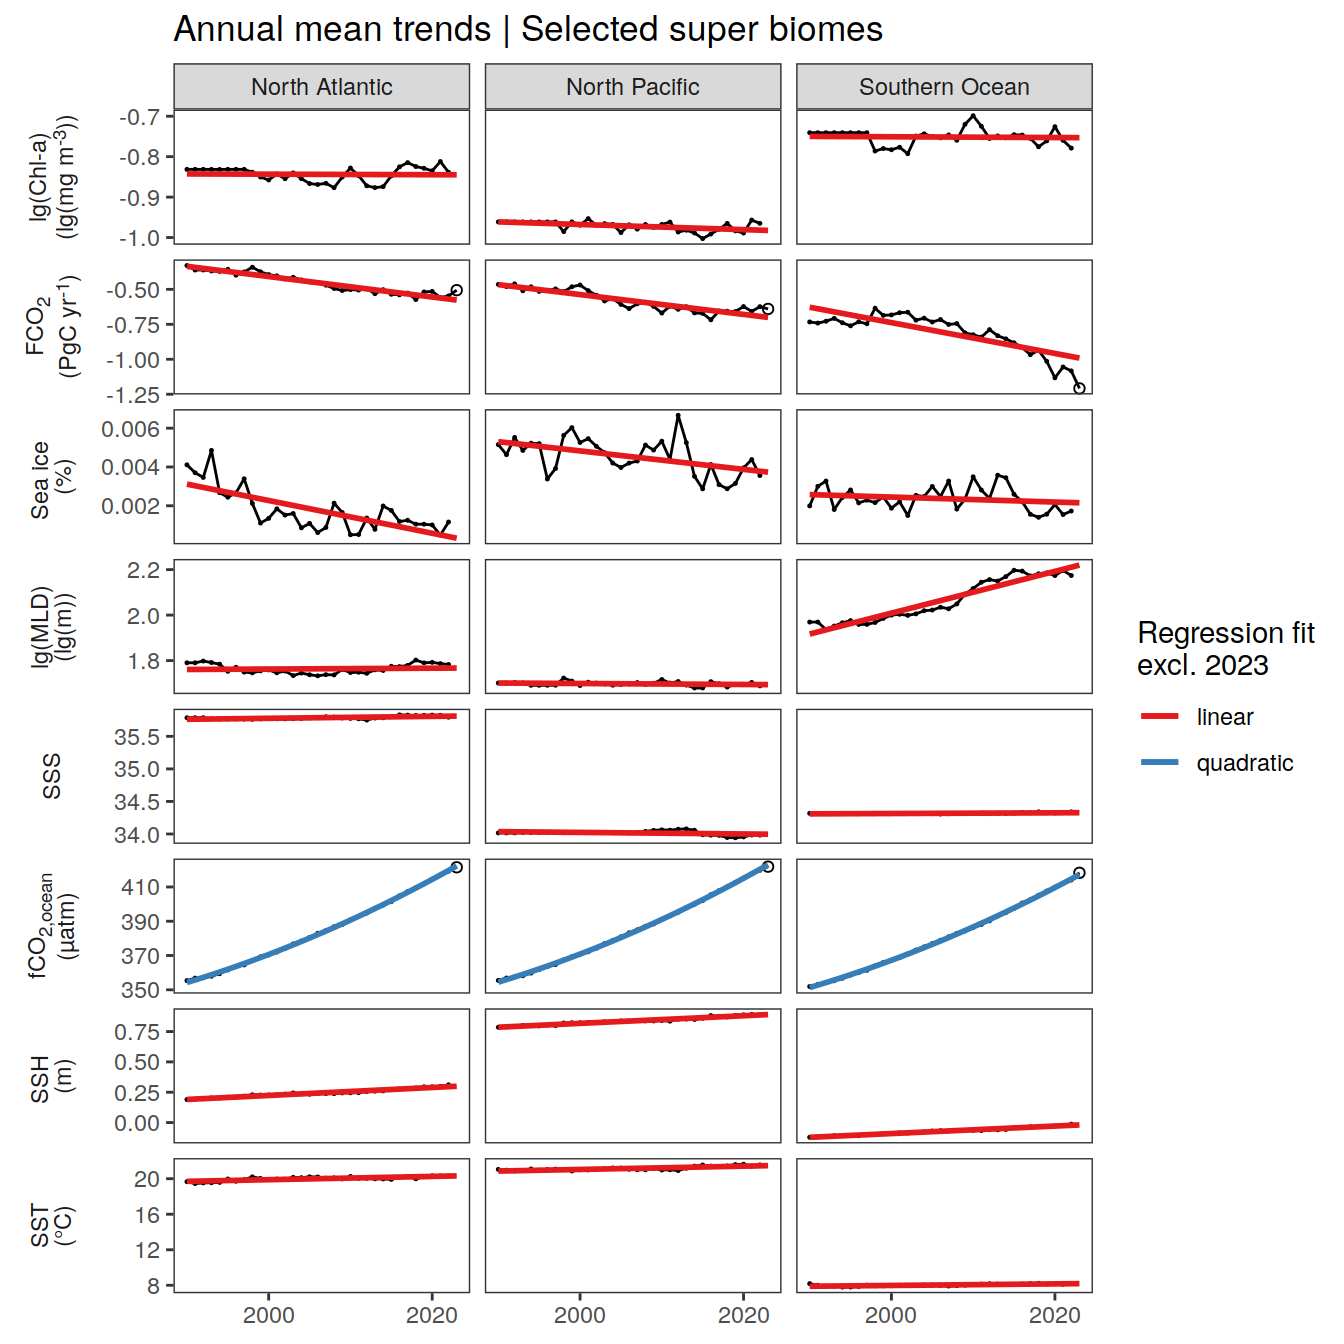 Annual mean trends | Selected super biomes
North Atlantic
North Pacific
Southern Ocean
lg(Chl-a)
(lg(mg m⁻³))
-0.7
-0.8
-0.9
-1.0
FCO₂
(PgC yr⁻¹)
-0.50
-0.75
-1.00
-1.25
Sea ice
(%)
0.006
0.004
0.002
lg(MLD)
(lg(m))
2.2
2.0
1.8
SSS
35.5
35.0
34.5
34.0
fCO₂,ocean
(µatm)
410
390
370
350
SSH
(m)
0.75
0.50
0.25
0.00
SST
(°C)
20
16
12
8
2000
2020
2000
2020
2000
2020
Regression fit
excl. 2023
linear
quadratic